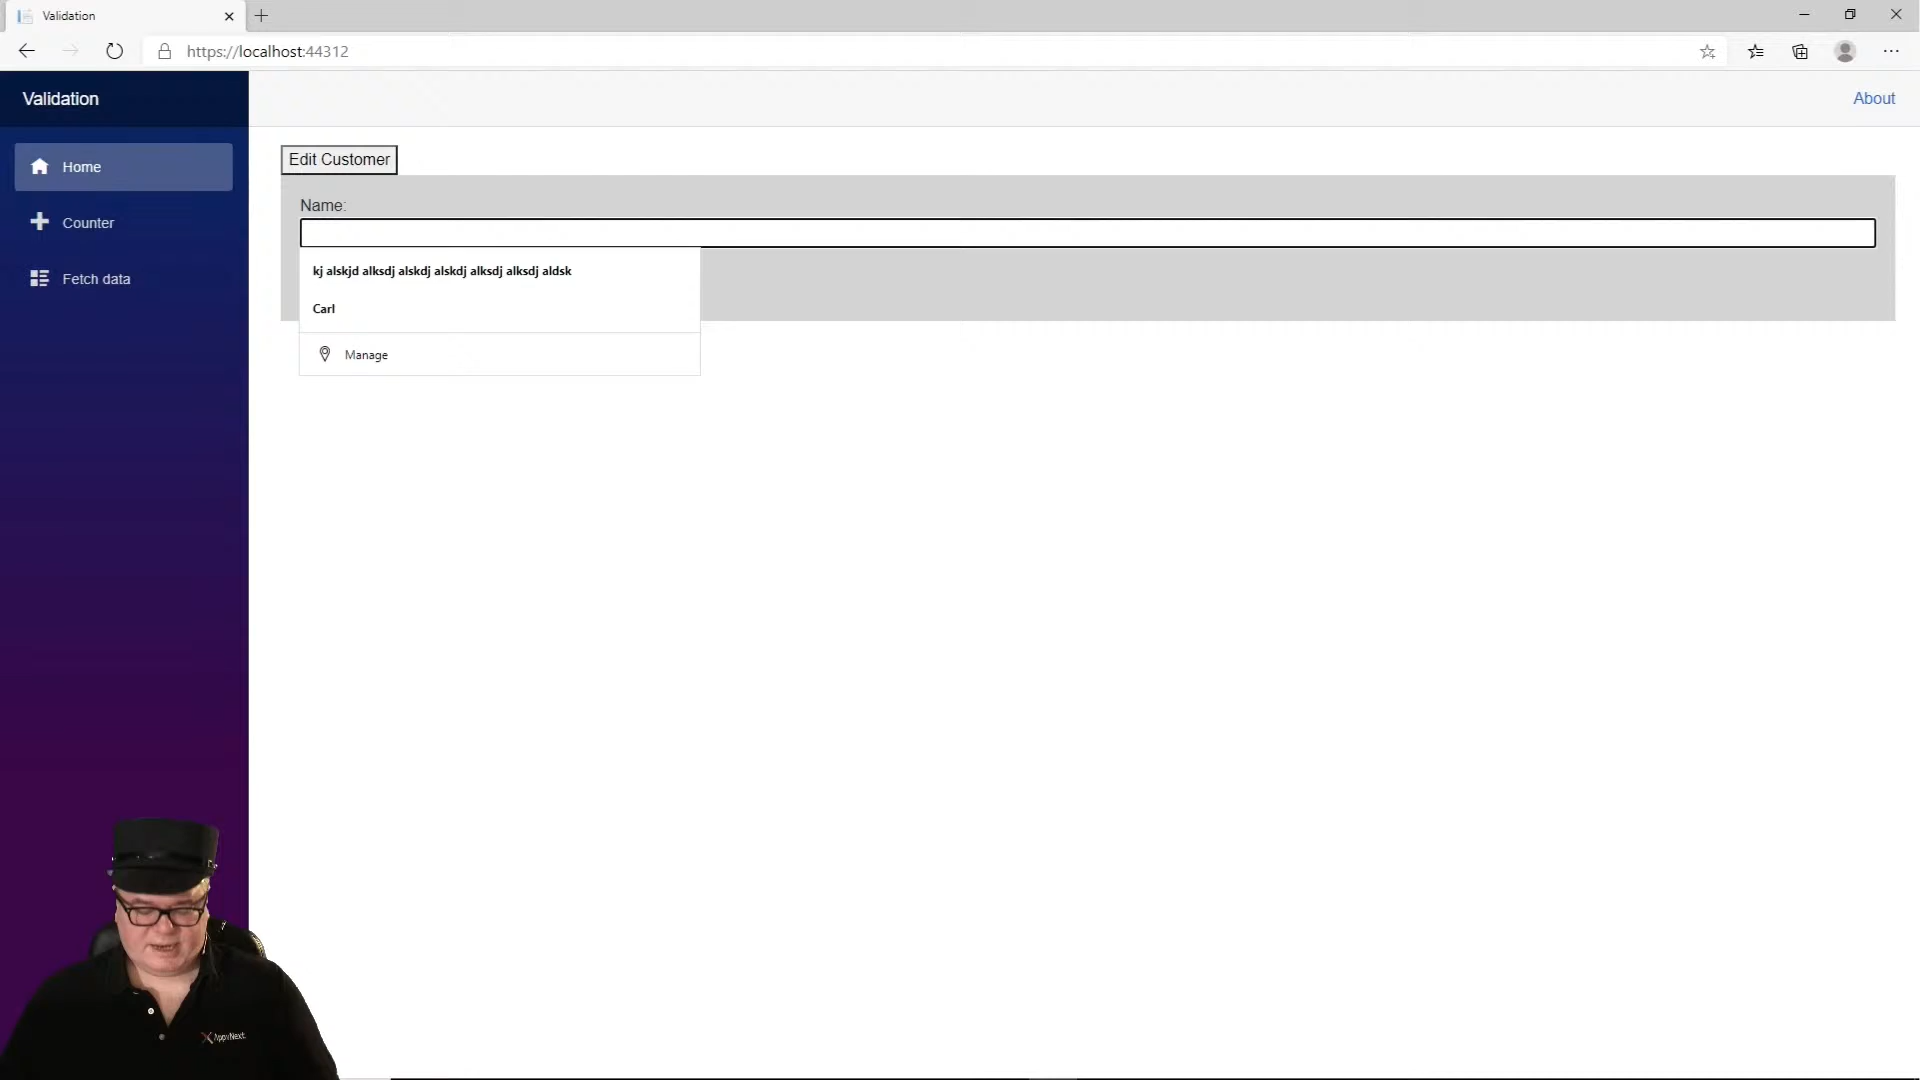 Validation
https://localhost:44312
Validation
About
Home
Counter
Fetch data
Edit Customer
Name:
kj alskjd alksdj alskdj alskdj alksdj alksdj aldsk
Carl
Manage
AppvNext